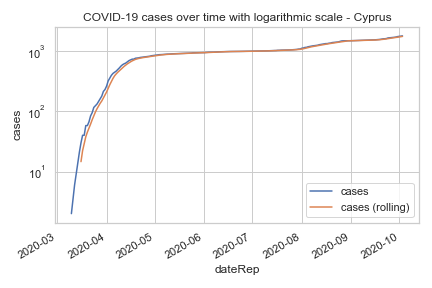 COVID-19 cases over time with logarithmic scale - Cyprus
cases
10³
10²
10¹
cases
cases (rolling)
2020-03
2020-04
2020-05
2020-06
2020-07
2020-08
2020-09
2020-10
dateRep